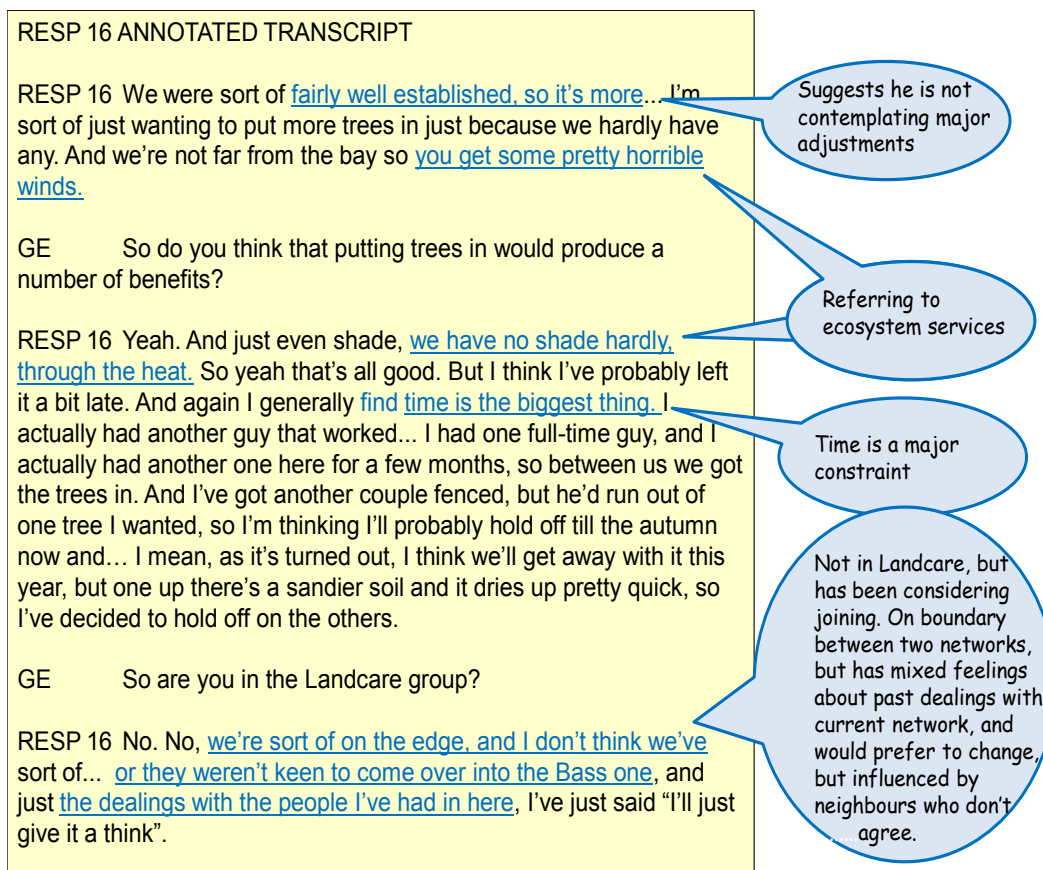 RESP 16 ANNOTATED TRANSCRIPT
RESP 16 We were sort of fairly well established, so it's more... I'm
sort of just wanting to put more trees in just because we hardly have
any. And we're not far from the bay so you get some pretty horrible
winds.
GE So do you think that putting trees in would produce a
number of benefits?
RESP 16 Yeah. And just even shade, we have no shade hardly,
through the heat. So yeah that's all good. But I think I've probably left
it a bit late. And again I generally find time is the biggest thing. I
actually had another guy that worked... I had one full-time guy, and I
actually had another one here for a few months, so between us we got
the trees in. And I've got another couple fenced, but he'd run out of
one tree I wanted, so I'm thinking I'll probably hold off till the autumn
now and… I mean, as it's turned out, I think we'll get away with it this
year, but one up there's a sandier soil and it dries up pretty quick, so
I've decided to hold off on the others.
GE So are you in the Landcare group?
RESP 16 No. No, we're sort of on the edge, and I don't think we've
sort of... or they weren't keen to come over into the Bass one, and
just the dealings with the people I've had in here, I've just said “I'll just
give it a think”.
Suggests he is not
contemplating major
adjustments
Referring to
ecosystem services
Time is a major
constraint
Not in Landcare, but
has been considering
joining. On boundary
between two networks,
but has mixed feelings
about past dealings with
current network, and
would prefer to change,
but influenced by
neighbours who don't
......agree.